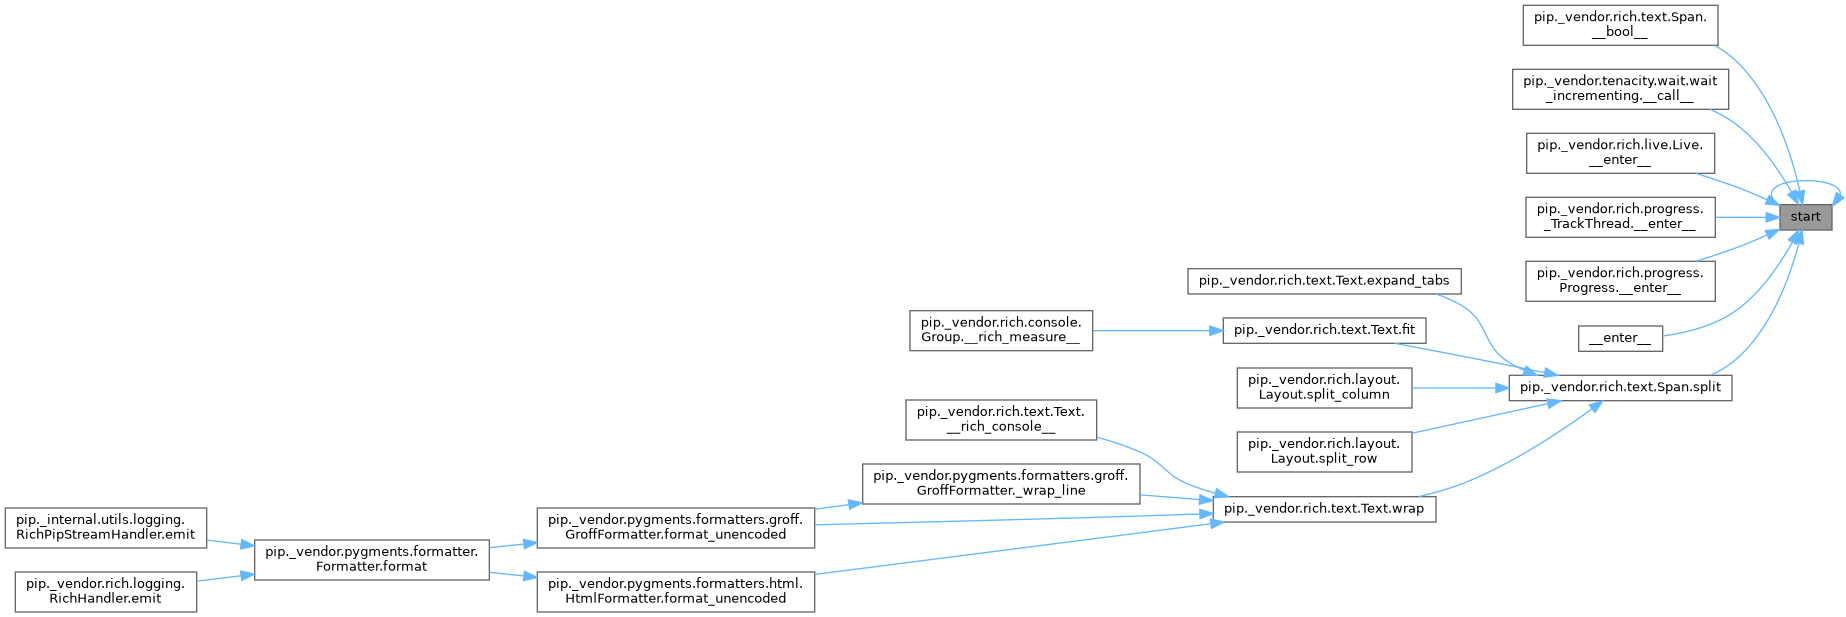 pip._vendor.rich.text.Span.
__bool__
pip._vendor.tenacity.wait.wait
_incrementing.__call__
pip._vendor.rich.live.Live.
__enter__
pip._vendor.rich.progress.
_TrackThread.__enter__
start
pip._vendor.rich.progress.
Progress.__enter__
pip._vendor.rich.text.Text.expand_tabs
pip._vendor.rich.console.
Group.__rich_measure__
pip._vendor.rich.text.Text.fit
__enter__
pip._vendor.rich.layout.
Layout.split_column
pip._vendor.rich.text.Span.split
pip._vendor.rich.text.Text.
__rich_console__
pip._vendor.rich.layout.
Layout.split_row
pip._vendor.pygments.formatters.groff.
GroffFormatter._wrap_line
pip._vendor.rich.text.Text.wrap
pip._internal.utils.logging.
RichPipStreamHandler.emit
pip._vendor.pygments.formatters.groff.
GroffFormatter.format_unencoded
pip._vendor.pygments.formatter.
Formatter.format
pip._vendor.rich.logging.
RichHandler.emit
pip._vendor.pygments.formatters.html.
HtmlFormatter.format_unencoded